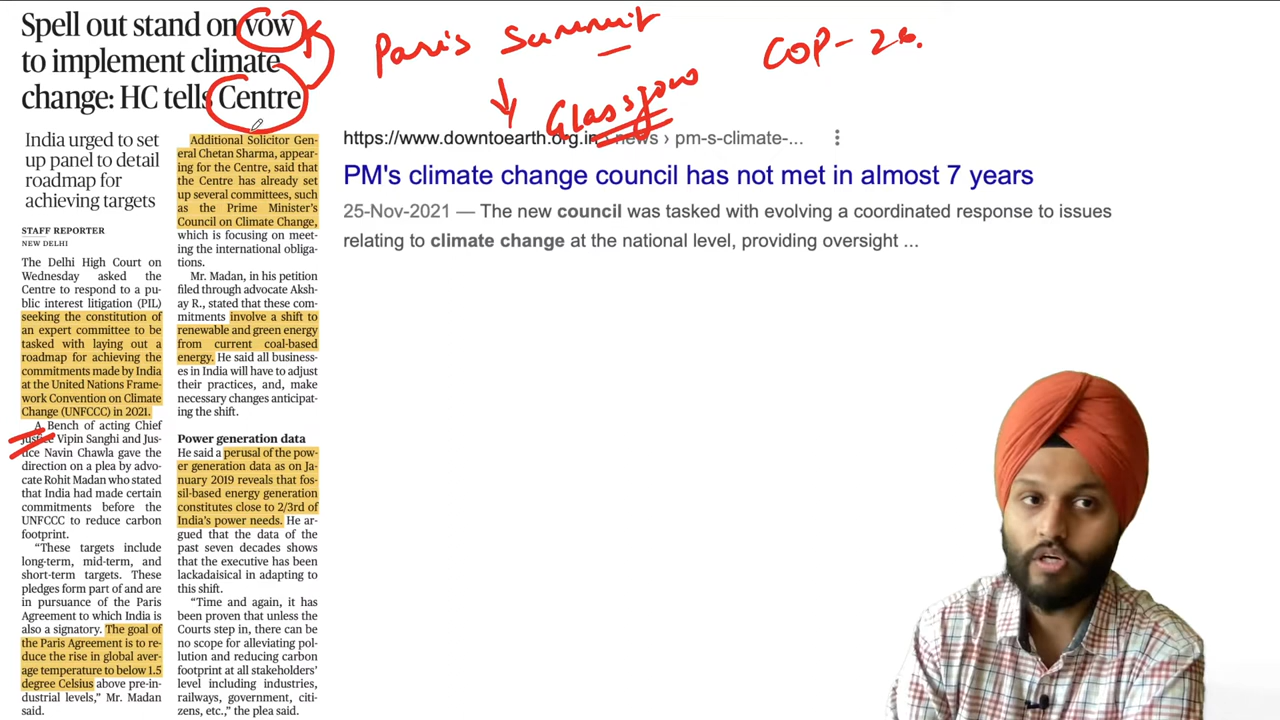 Spell out stand on vow
to implement climate
change: HC tells Centre
India urged to set
up panel to detail
roadmap for
achieving targets
STAFF REPORTER
NEW DELHI
The Delhi High Court on
Wednesday asked the
Centre to respond to a pu-
blic interest litigation (PIL)
seeking the constitution of
an expert committee to be
tasked with laying out a
roadmap for achieving the
commitments made by India
at the United Nations Frame-
work Convention on Climate
Change (UNFCCC) in 2021.
A Bench of acting Chief
Justice Vipin Sanghi and Jus-
tice Navin Chawla gave the
direction on a plea by advo-
cate Rohit Madan who stated
that India had made certain
commitments before the
UNFCCC to reduce carbon
footprint.
“These targets include
long-term, mid-term, and
short-term targets. These
pledges form part of and are
in pursuance of the Paris
Agreement to which India is
also a signatory. The goal of
the Paris Agreement is to re-
duce the rise in global aver-
age temperature to below 1.5
degree Celsius above pre-in-
dustrial levels,” Mr. Madan
said.
Additional Solicitor Gen-
eral Chetan Sharma, appear-
ing for the Centre, said that
the Centre has already set
up several committees, such
as the Prime Minister’s
Council on Climate Change,
which is focusing on meet-
ing the international obliga-
tions.
Mr. Madan, in his petition
filed through advocate Aksh-
ay R., stated that these com-
mitments involve a shift to
renewable and green energy
from current coal-based
energy. He said all business-
es in India will have to adjust
their practices, and, make
necessary changes anticipat-
ing the shift.
Power generation data
He said a perusal of the pow-
er generation data as on Ja-
nuary 2019 reveals that fos-
sil-based energy generation
constitutes close to 2/3rd of
India’s power needs. He ar-
gued that the data of the
past seven decades shows
that the executive has been
lackadaisical in adapting to
this shift.
“Time and again, it has
been proven that unless the
Courts step in, there can be
no scope for alleviating pol-
lution and reducing carbon
footprint at all stakeholders’
level including industries,
railways, government, citi-
zens, etc.,” the plea said.
Paris Summit
COP-26.
Glasgow
https://www.downtoearth.org.in › news › pm-s-climate-...
PM's climate change council has not met in almost 7 years
25-Nov-2021 — The new council was tasked with evolving a coordinated response to issues
relating to climate change at the national level, providing oversight ...